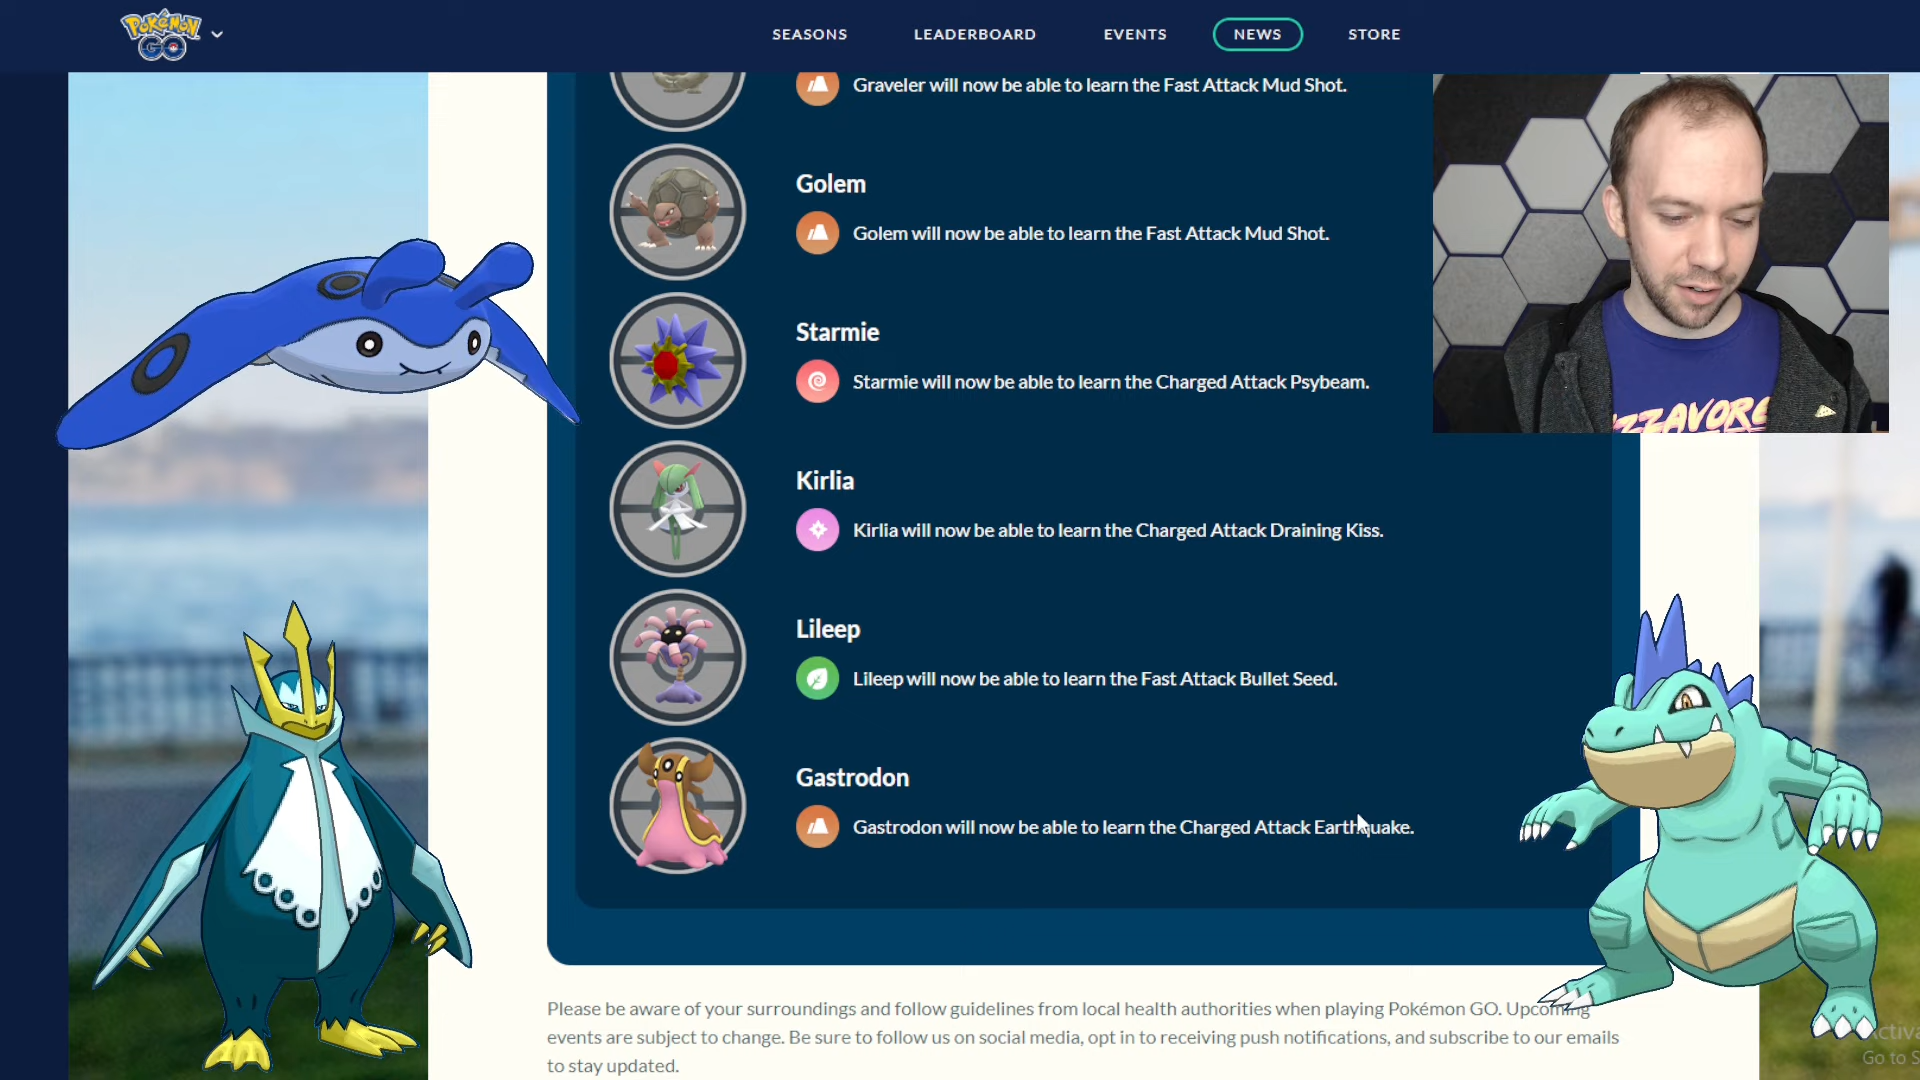 POKÉMON
GO
SEASONS
LEADERBOARD
EVENTS
NEWS
STORE
Graveler will now be able to learn the Fast Attack Mud Shot.
Golem
Golem will now be able to learn the Fast Attack Mud Shot.
Starmie
Starmie will now be able to learn the Charged Attack Psybeam.
Kirlia
Kirlia will now be able to learn the Charged Attack Draining Kiss.
Lileep
Lileep will now be able to learn the Fast Attack Bullet Seed.
Gastrodon
Gastrodon will now be able to learn the Charged Attack Earthquake.
Please be aware of your surroundings and follow guidelines from local health authorities when playing Pokémon GO. Upcoming
events are subject to change. Be sure to follow us on social media, opt in to receiving push notifications, and subscribe to our emails
to stay updated.
ZZAVORE
Activa
Go to S